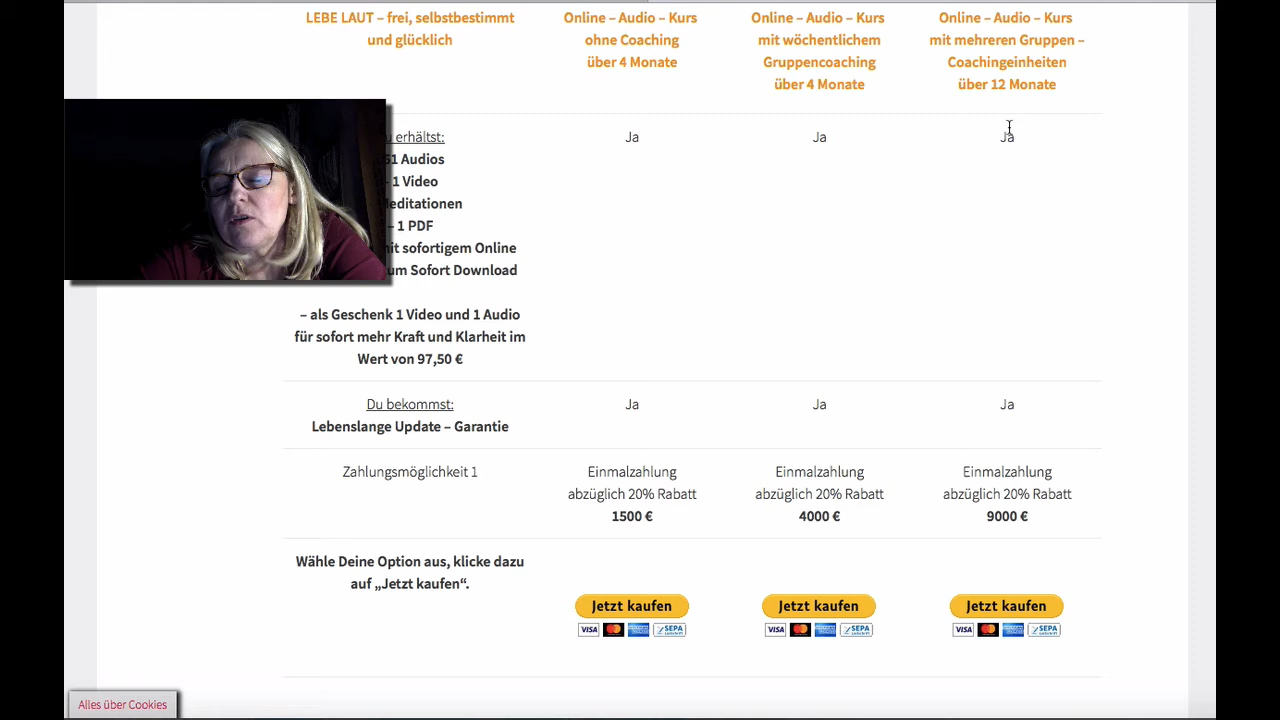 LEBE LAUT – frei, selbstbestimmt
und glücklich
Online – Audio – Kurs
ohne Coaching
über 4 Monate
Online – Audio – Kurs
mit wöchentlichem
Gruppencoaching
über 4 Monate
Online – Audio – Kurs
mit mehreren Gruppen –
Coachingeinheiten
über 12 Monate
erhältst:
Ja
Ja
Ja
Audios
1 Video
– 1 PDF
sofortigem Online
Sofort Download
– als Geschenk 1 Video und 1 Audio
für sofort mehr Kraft und Klarheit im
Wert von 97,50 €
Du bekommst:
Lebenslange Update – Garantie
Ja
Ja
Ja
Zahlungsmöglichkeit 1
Einmalzahlung
abzüglich 20% Rabatt
1500 €
Einmalzahlung
abzüglich 20% Rabatt
4000 €
Einmalzahlung
abzüglich 20% Rabatt
9000 €
Wähle Deine Option aus, klicke dazu
auf „Jetzt kaufen“.
Jetzt kaufen
VISA SEPA
Jetzt kaufen
VISA SEPA
Jetzt kaufen
VISA SEPA
Alles über Cookies